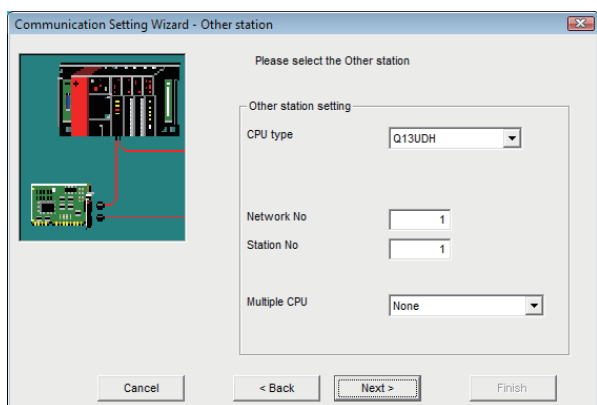 Communication Setting Wizard - Other station
Please select the Other station
Other station setting
CPU type Q13UDH
Network No 1
Station No 1
Multiple CPU None
Cancel < Back Next > Finish